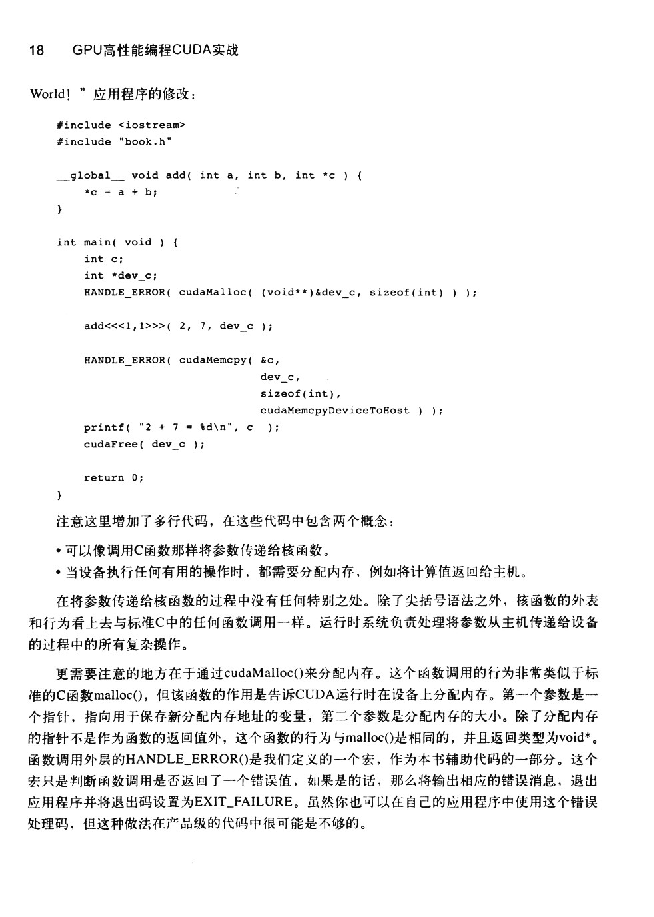 18 GPU高性能编程CUDA实战
World! ” 应用程序的修改:
#include <iostream>
#include "book.h"
__global__ void add( int a, int b, int *c ) {
*c = a + b;
}
int main( void ) {
int c;
int *dev_c;
HANDLE_ERROR( cudaMalloc( (void**)&dev_c, sizeof(int) ) );
add<<<1,1>>>( 2, 7, dev_c );
HANDLE_ERROR( cudaMemcpy( &c,
dev_c,
sizeof(int),
cudaMemcpyDeviceToHost ) );
printf( "2 + 7 = %d\n", c );
cudaFree( dev_c );
return 0;
}
注意这里增加了多行代码，在这些代码中包含两个概念：
• 可以像调用C函数那样将参数传递给核函数。
• 当设备执行任何有用的操作时，都需要分配内存，例如将计算值返回给主机。
在将参数传递给核函数的过程中没有任何特别之处。除了尖括号语法之外，核函数的外表
和行为看上去与标准C中的任何函数调用一样。运行时系统负责处理将参数从主机传递给设备
的过程中的所有复杂操作。
更需要注意的地方在于通过cudaMalloc()来分配内存。这个函数调用的行为非常类似于标
准的C函数malloc()，但该函数的作用是告诉CUDA运行时在设备上分配内存。第一个参数是一
个指针，指向用于保存新分配内存地址的变量，第二个参数是分配内存的大小。除了分配内存
的指针不是作为函数的返回值外，这个函数的行为与malloc()是相同的，并且返回类型为void*。
函数调用外层的HANDLE_ERROR()是我们定义的一个宏，作为本书辅助代码的一部分。这个
宏只是判断函数调用是否返回了一个错误值，如果是的话，那么将输出相应的错误消息，退出
应用程序并将退出码设置为EXIT_FAILURE。虽然你也可以在自己的应用程序中使用这个错误
处理码，但这种做法在产品级的代码中很可能是不够的。